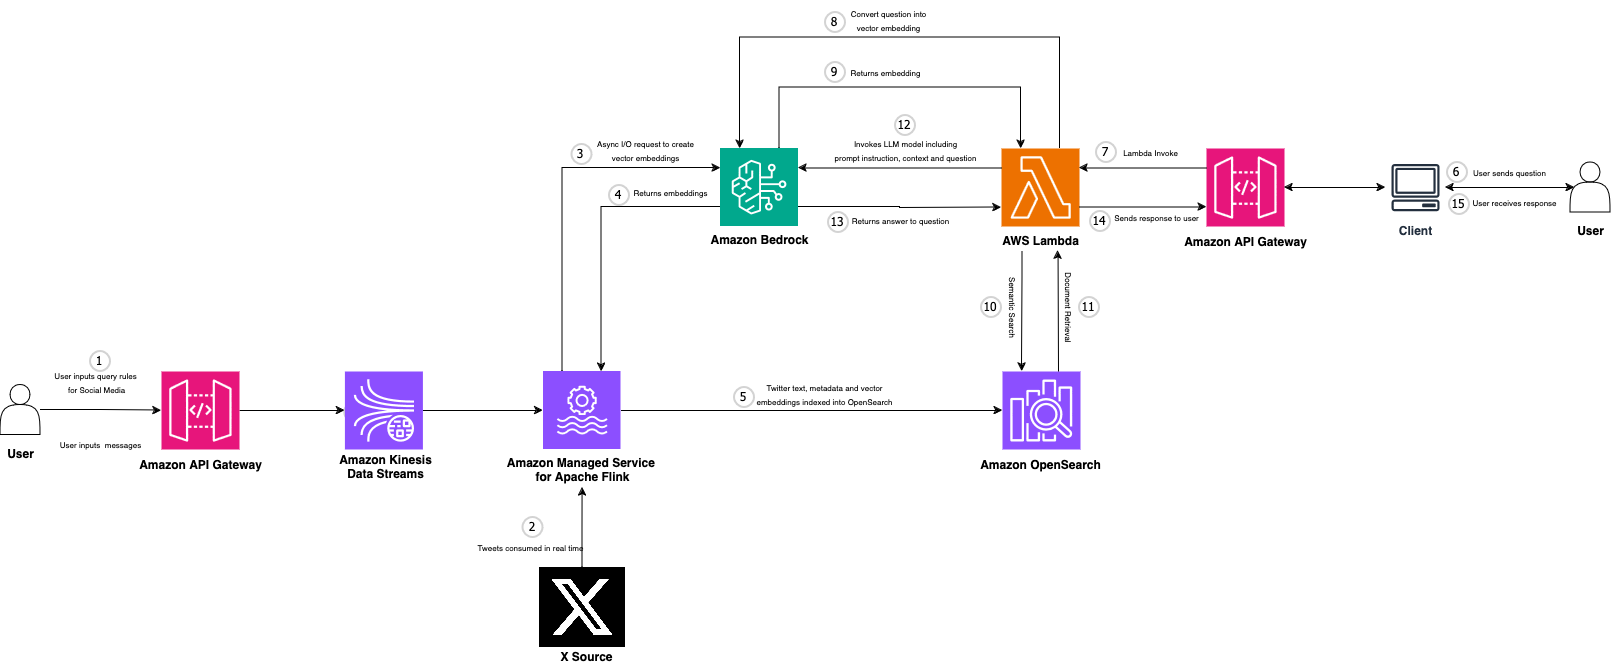 8
Convert question into
vector embedding
9
Returns embedding
12
Invokes LLM model including
prompt instruction, context and question
3
Async I/O request to create
vector embeddings
7
Lambda Invoke
6
User sends question
4
Returns embeddings
15
User receives response
13
Returns answer to question
14
Sends response to user
Amazon Bedrock
AWS Lambda
Amazon API Gateway
Client
User
10
Semantic Search
Document Retrieval
11
1
User inputs query rules
for Social Media
User inputs messages
User
Amazon API Gateway
Amazon Kinesis
Data Streams
5
Twitter text, metadata and vector
embeddings indexed into OpenSearch
Amazon Managed Service
for Apache Flink
Amazon OpenSearch
2
Tweets consumed in real time
X Source